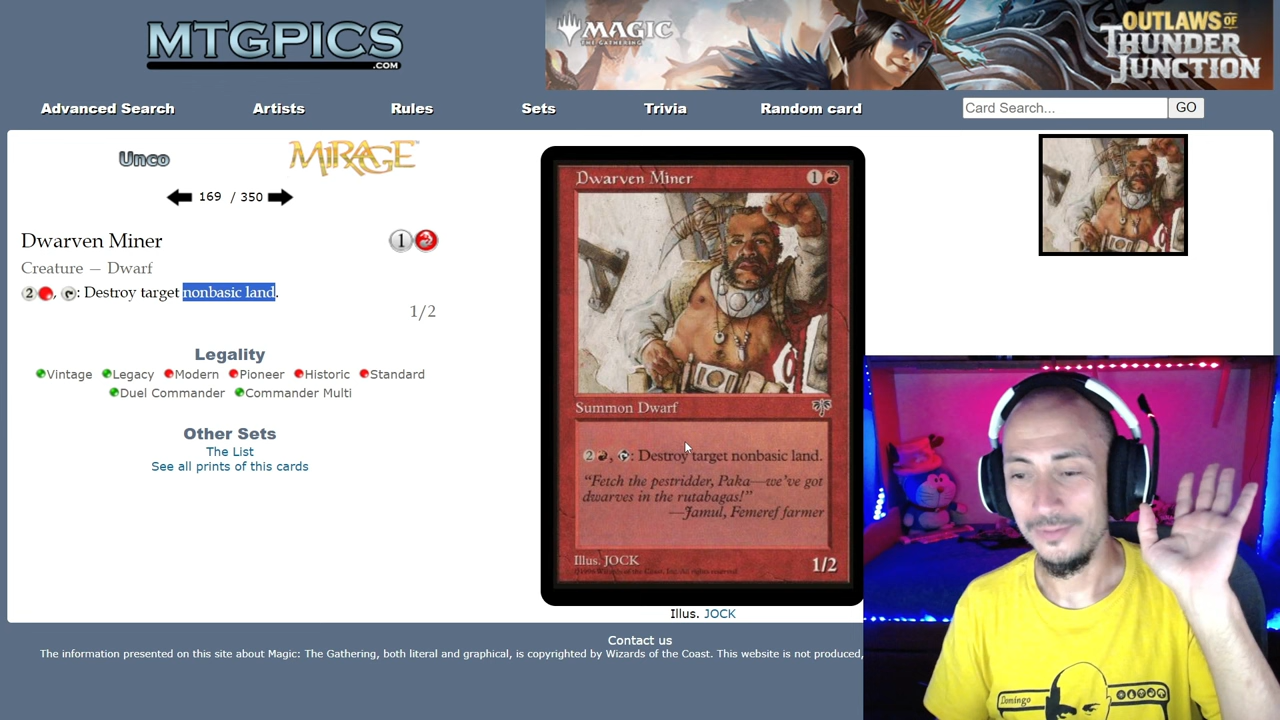 MTGPICS
.COM
MAGIC
THE GATHERING
OUTLAWS OF
THUNDER
JUNCTION
Advanced Search
Artists
Rules
Sets
Trivia
Random card
Card Search...
GO
Unco
MIRAGE
169 / 350
Dwarven Miner
1
Creature — Dwarf
2, : Destroy target nonbasic land.
1/2
Legality
Vintage Legacy Modern Pioneer Historic Standard
Duel Commander Commander Multi
Other Sets
The List
See all prints of this cards
Dwarven Miner
1
Summon Dwarf
2, : Destroy target nonbasic land.
“Fetch the pestridder, Paka—we’ve got
dwarves in the rutabagas!”
—Jamul, Femeref farmer
Illus. JOCK
1/2
Illus. JOCK
Contact us
The information presented on this site about Magic: The Gathering, both literal and graphical, is copyrighted by Wizards of the Coast. This website is not produced,
Domingo